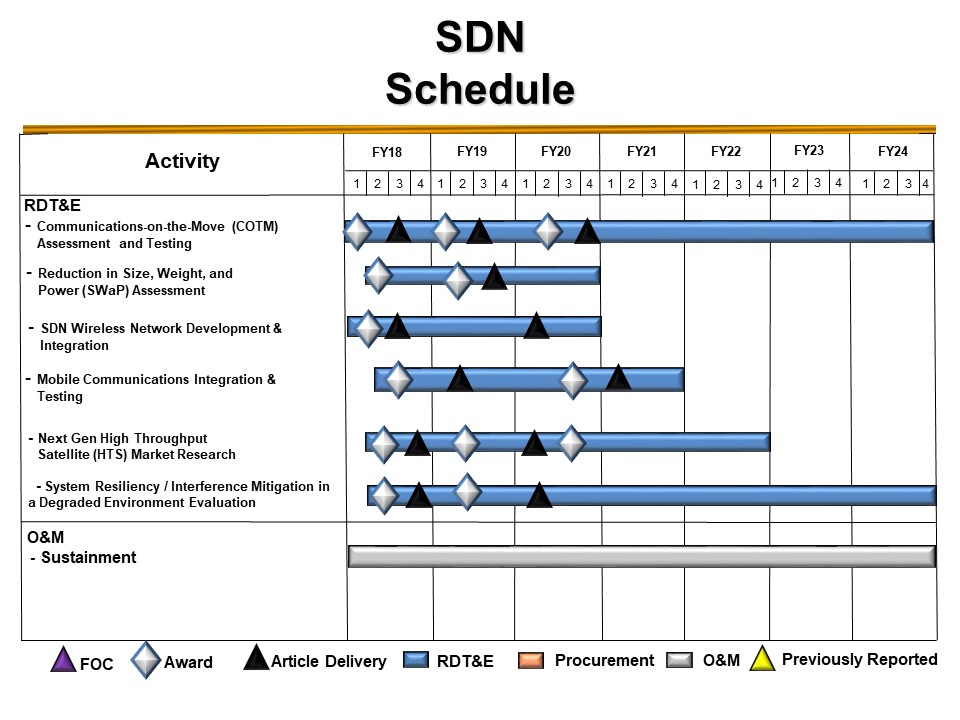 SDN
Schedule
Activity
FY18 FY19 FY20 FY21 FY22 FY23 FY24
1 2 3 4 1 2 3 4 1 2 3 4 1 2 3 4 1 2 3 4 1 2 3 4 1 2 3 4
RDT&E
- Communications-on-the-Move (COTM)
Assessment and Testing
- Reduction in Size, Weight, and
Power (SWaP) Assessment
- SDN Wireless Network Development &
Integration
- Mobile Communications Integration &
Testing
- Next Gen High Throughput
Satellite (HTS) Market Research
- System Resiliency / Interference Mitigation in
a Degraded Environment Evaluation
O&M
- Sustainment
FOC Award Article Delivery RDT&E Procurement O&M Previously Reported